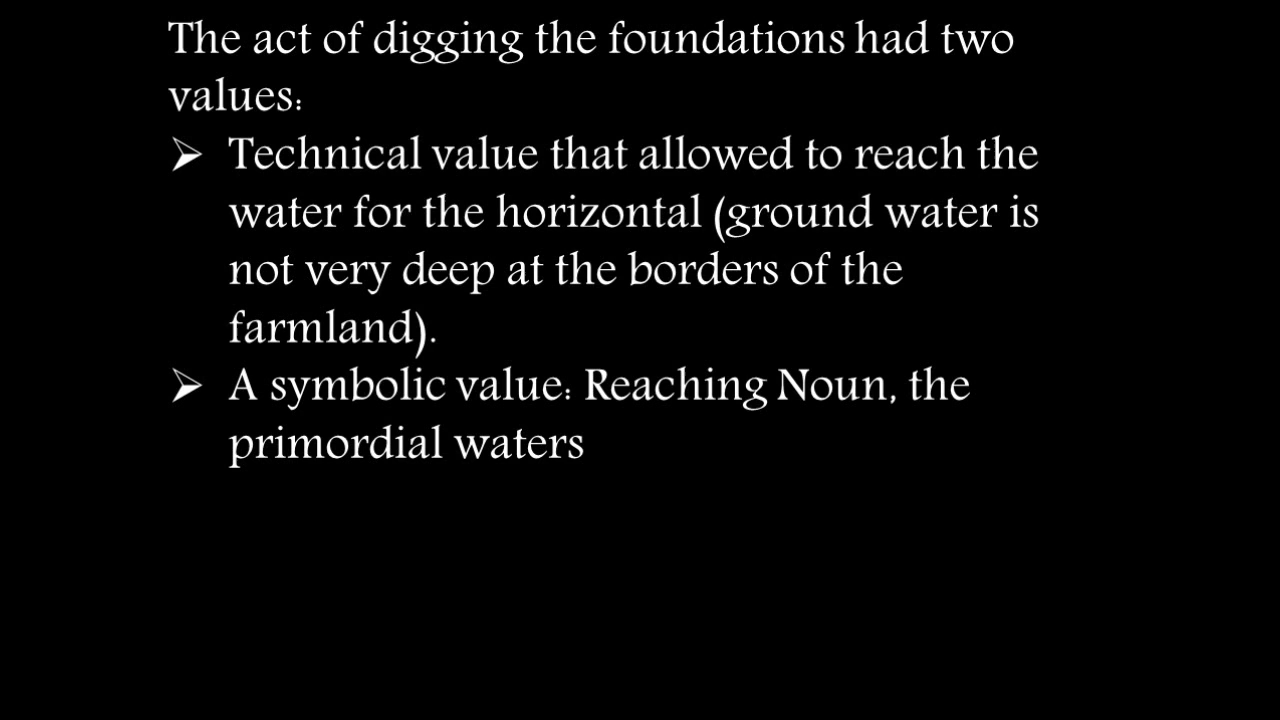 The act of digging the foundations had two
values:
➢ Technical value that allowed to reach the
water for the horizontal (ground water is
not very deep at the borders of the
farmland).
➢ A symbolic value: Reaching Noun, the
primordial waters